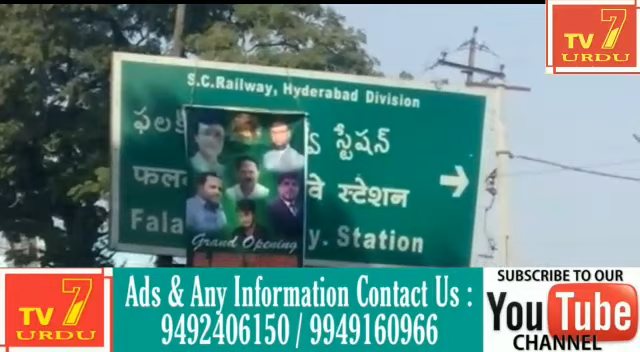 TV 7
URDU
S.C.Railway, Hyderabad Division
స్టేషన్
स्टेशन
Fala
y. Station
Grand Opening
TV 7
URDU
Ads & Any Information Contact Us :
9492406150 / 9949160966
SUBSCRIBE TO OUR
YouTube
CHANNEL